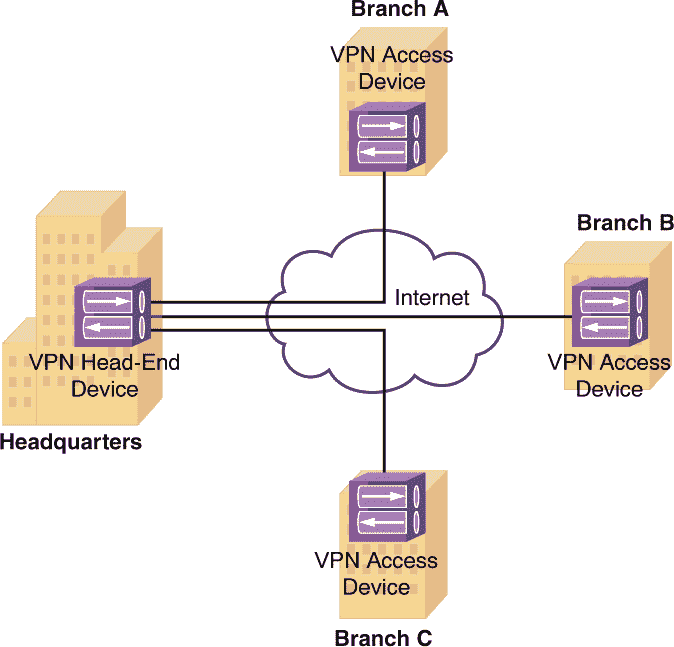 Branch A
VPN Access
Device
Branch B
Internet
VPN Head-End
Device
VPN Access
Device
Headquarters
VPN Access
Device
Branch C